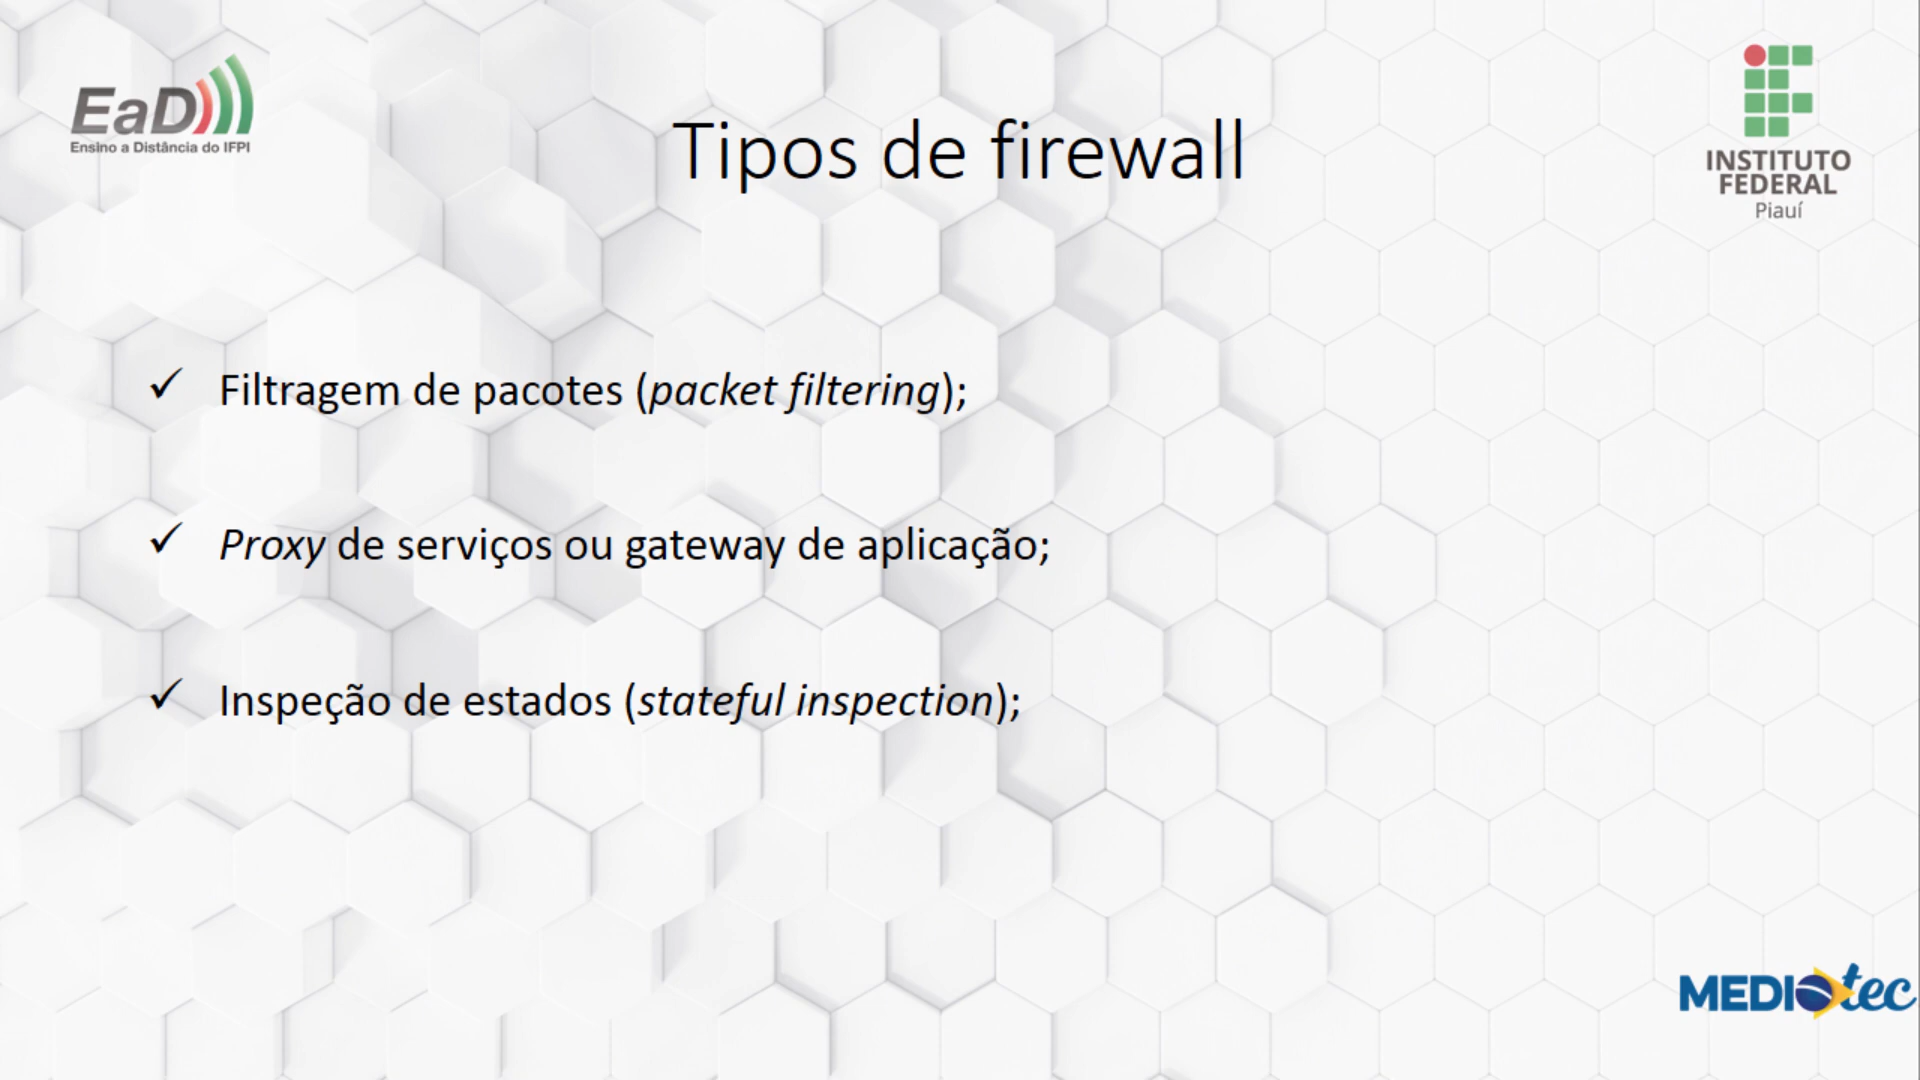 EaD
Ensino a Distância do IFPI
INSTITUTO
FEDERAL
Piauí
Tipos de firewall
✓ Filtragem de pacotes (packet filtering);
✓ Proxy de serviços ou gateway de aplicação;
✓ Inspeção de estados (stateful inspection);
MEDIOtec